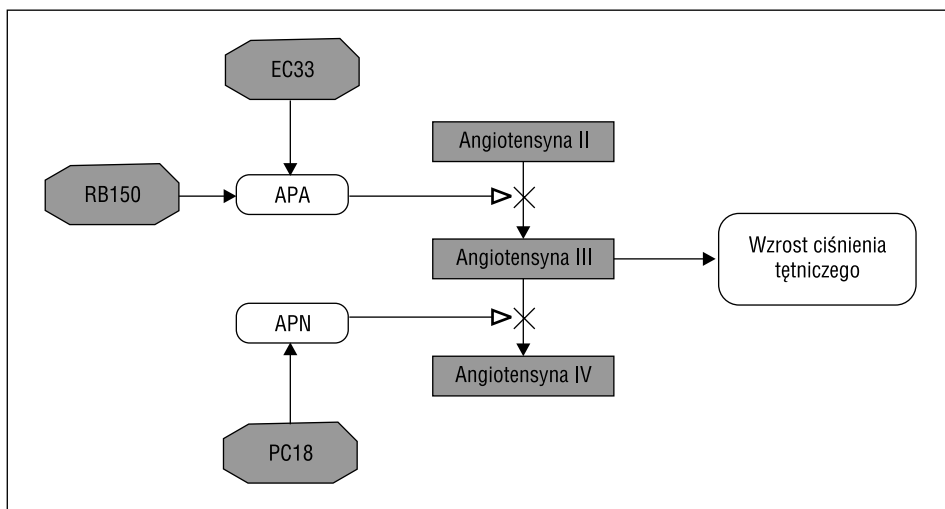 EC33
Angiotensyna II
RB150
APA
Angiotensyna III
Wzrost ciśnienia
tętniczego
APN
Angiotensyna IV
PC18